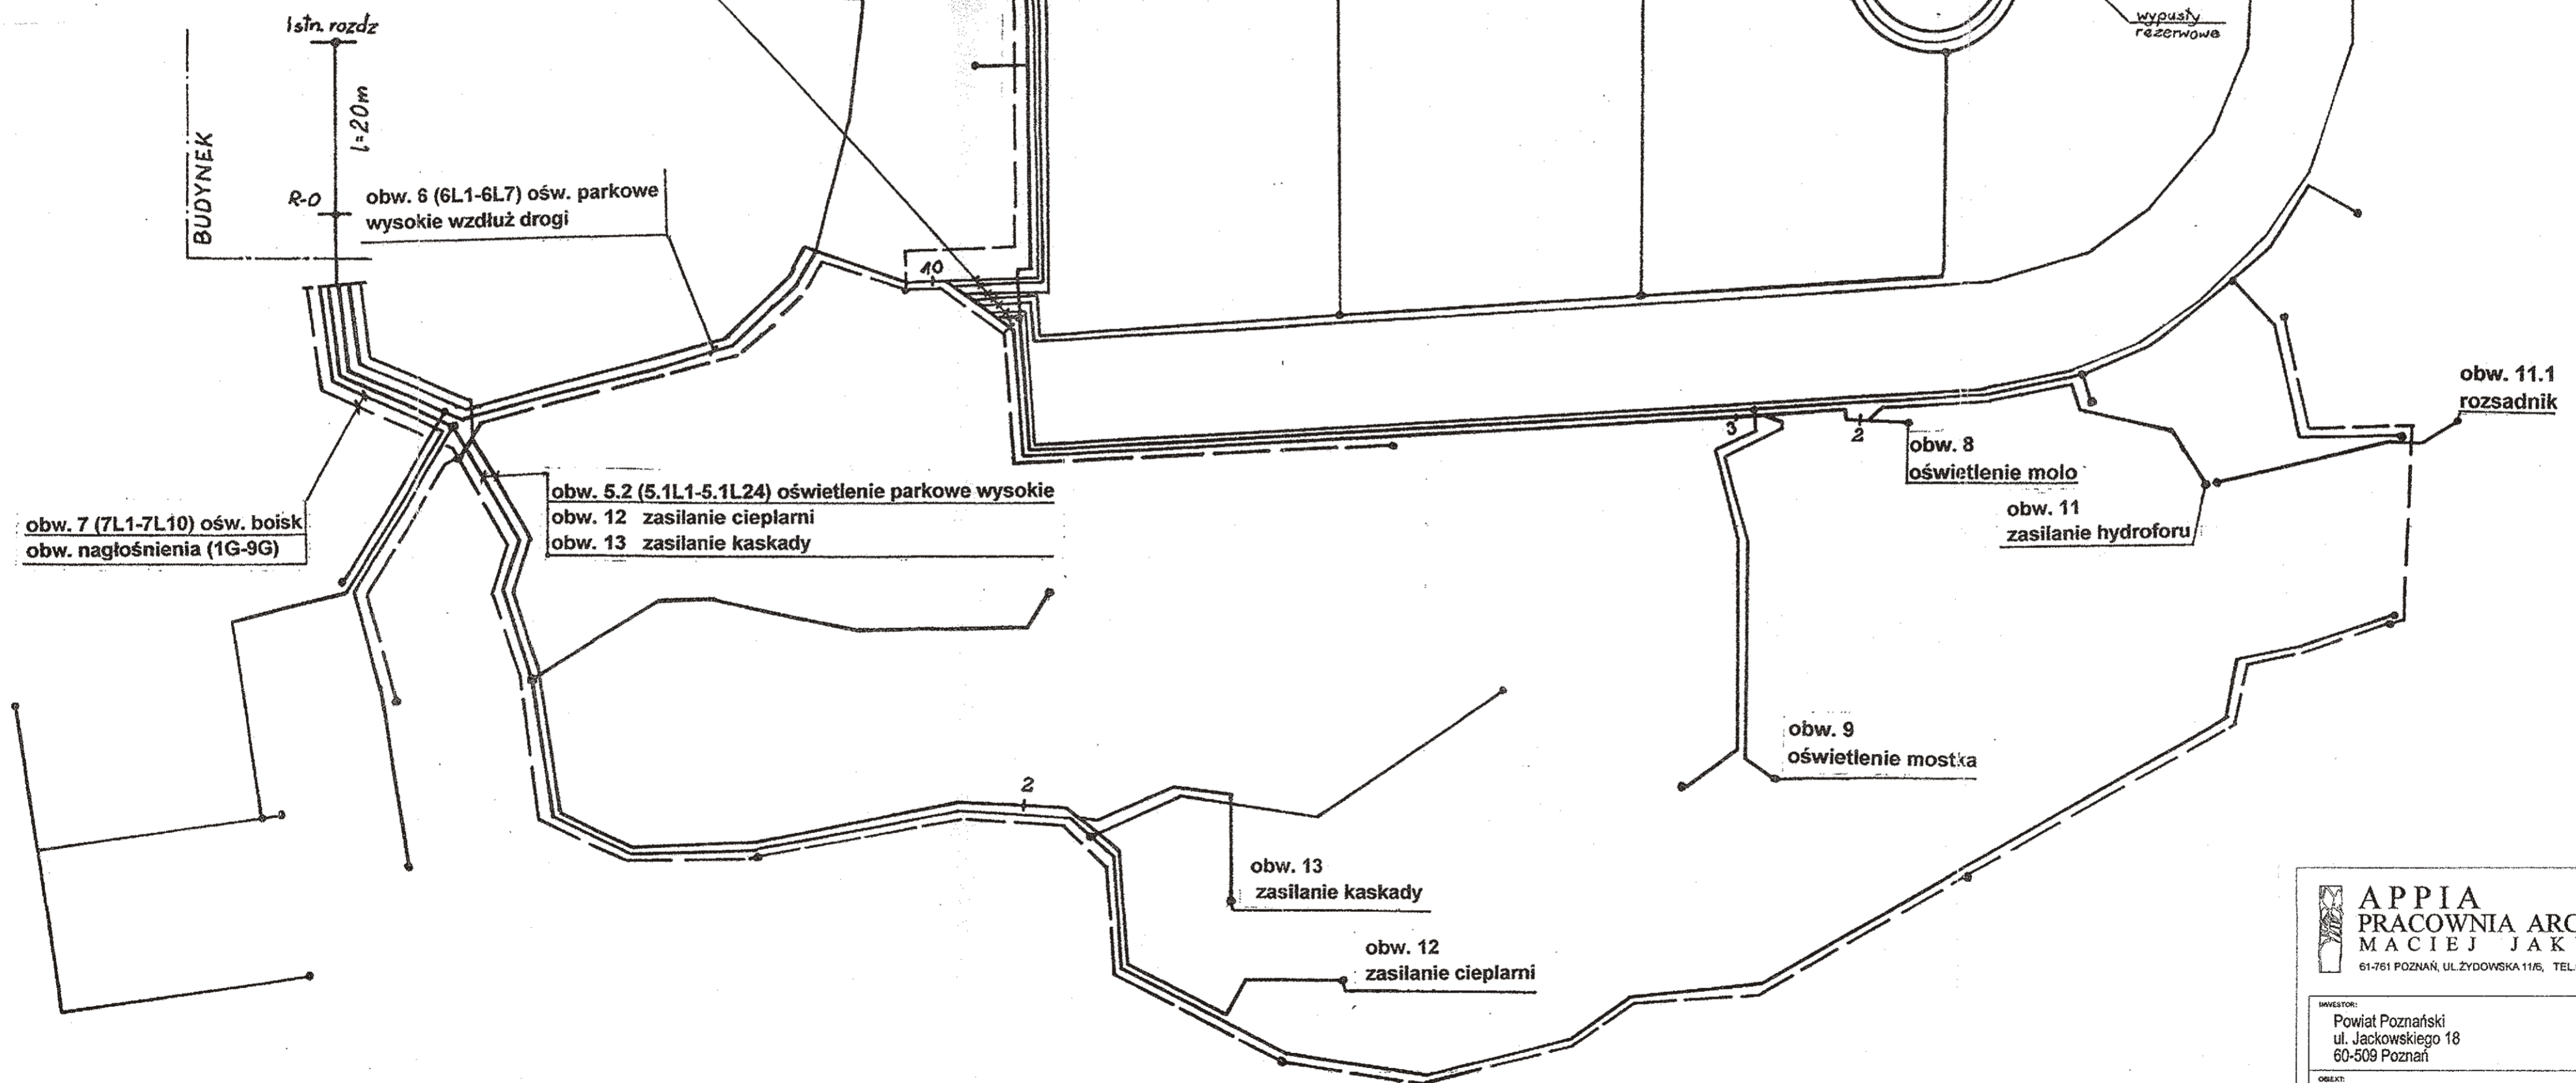 Istn. rozdz
l=20m
BUDYNEK
R-O
obw. 6 (6L1-6L7) ośw. parkowe
wysokie wzdłuż drogi
10
wypusty
rezerwowe
obw. 7 (7L1-7L10) ośw. boisk
obw. nagłośnienia (1G-9G)
obw. 5.2 (5.1L1-5.1L24) oświetlenie parkowe wysokie
obw. 12 zasilanie cieplarni
obw. 13 zasilanie kaskady
3
2
obw. 8
oświetlenie molo
obw. 11
zasilanie hydroforu
obw. 11.1
rozsadnik
obw. 9
oświetlenie mostka
2
obw. 13
zasilanie kaskady
obw. 12
zasilanie cieplarni
APPIA
PRACOWNIA ARC
MACIEJ JAK
61-761 POZNAŃ, UL.ŻYDOWSKA 11/6, TEL.
INWESTOR:
Powiat Poznański
ul. Jackowskiego 18
60-509 Poznań
OBIEKT: